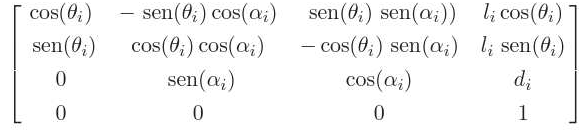 cos(θᵢ) − sen(θᵢ) cos(αᵢ) sen(θᵢ) sen(αᵢ)) lᵢ cos(θᵢ)
sen(θᵢ) cos(θᵢ) cos(αᵢ) − cos(θᵢ) sen(αᵢ) lᵢ sen(θᵢ)
0 sen(αᵢ) cos(αᵢ) dᵢ
0 0 0 1